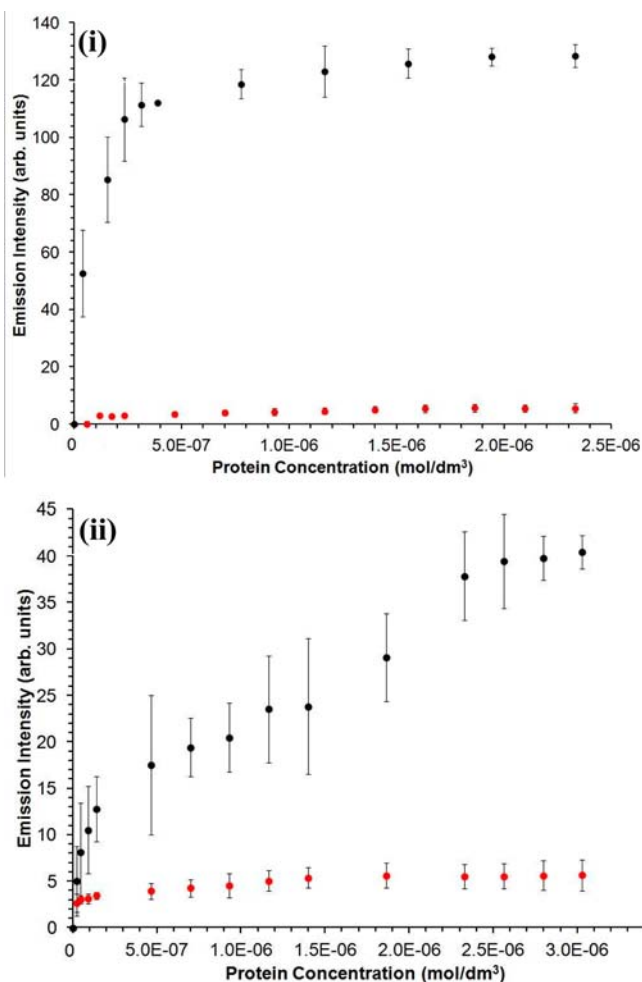 (i)
140
120
100
80
60
40
20
0
0 5.0E-07 1.0E-06 1.5E-06 2.0E-06 2.5E-06
Emission Intensity (arb. units)
Protein Concentration (mol/dm³)
(ii)
45
40
35
30
25
20
15
10
5
0
0 5.0E-07 1.0E-06 1.5E-06 2.0E-06 2.5E-06 3.0E-06
Emission Intensity (arb. units)
Protein Concentration (mol/dm³)